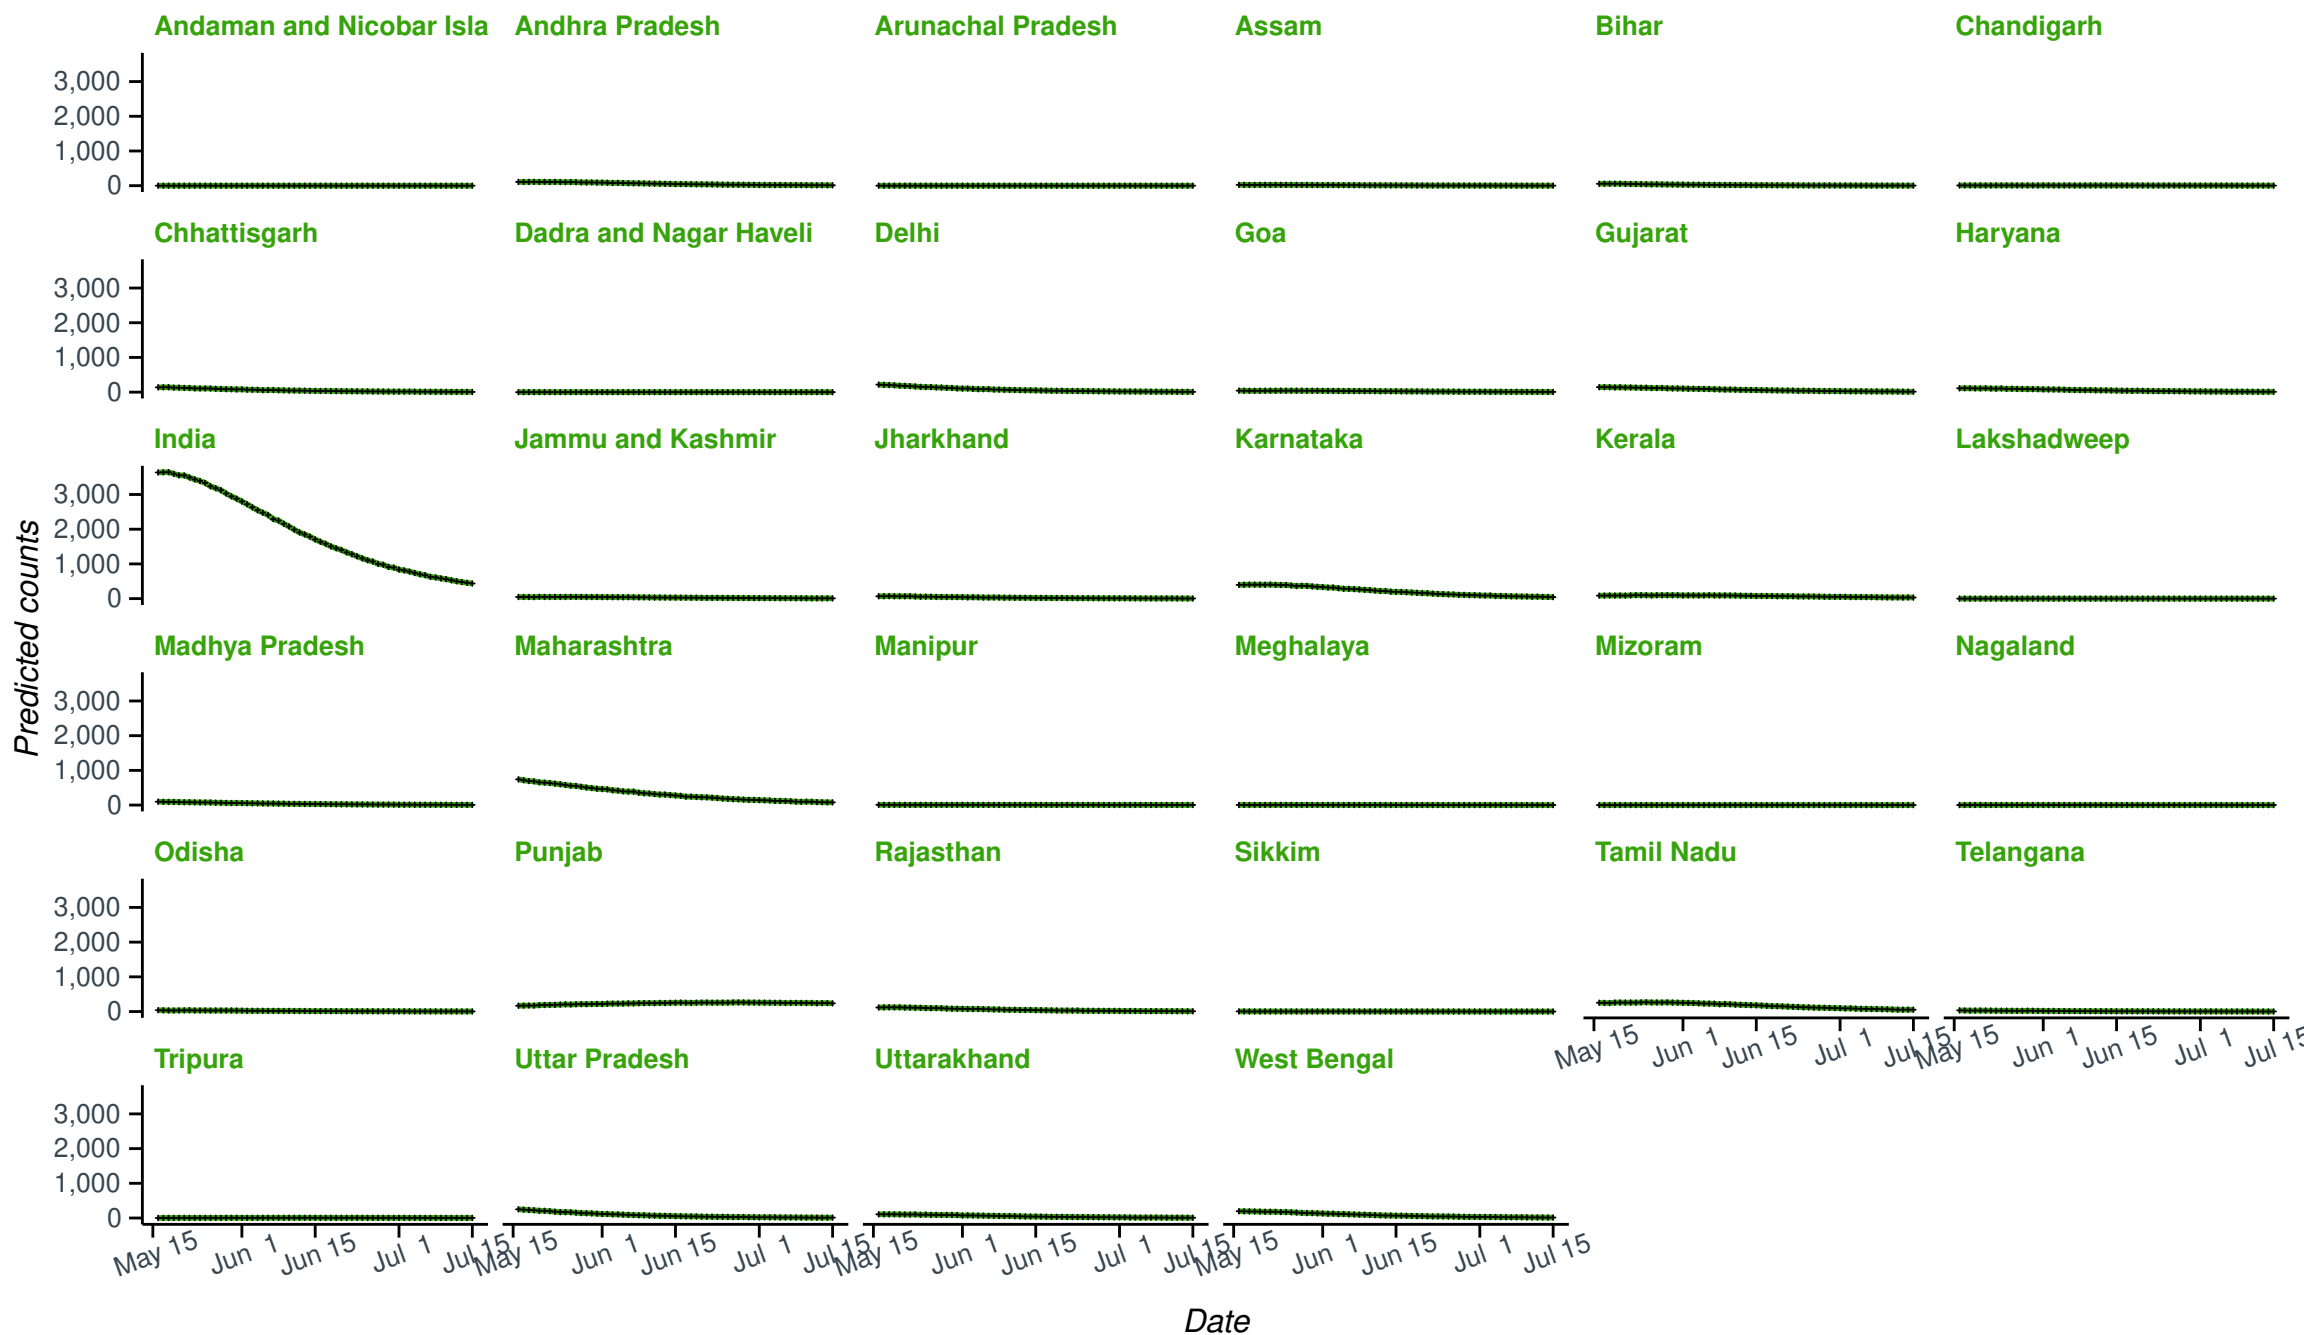 Andaman and Nicobar Isla Andhra Pradesh Arunachal Pradesh Assam Bihar Chandigarh
3,000
2,000
1,000
0
Chhattisgarh Dadra and Nagar Haveli Delhi Goa Gujarat Haryana
3,000
2,000
1,000
0
India Jammu and Kashmir Jharkhand Karnataka Kerala Lakshadweep
3,000
2,000
1,000
0
Predicted counts
Madhya Pradesh Maharashtra Manipur Meghalaya Mizoram Nagaland
3,000
2,000
1,000
0
Odisha Punjab Rajasthan Sikkim Tamil Nadu Telangana
3,000
2,000
1,000
0
May 15 Jun 1 Jun 15 Jul 1 Jul 15 May 15 Jun 1 Jun 15 Jul 1 Jul 15
Tripura Uttar Pradesh Uttarakhand West Bengal
3,000
2,000
1,000
0
May 15 Jun 1 Jun 15 Jul 1 Jul 15 May 15 Jun 1 Jun 15 Jul 1 Jul 15 May 15 Jun 1 Jun 15 Jul 1 Jul 15 May 15 Jun 1 Jun 15 Jul 1 Jul 15
Date